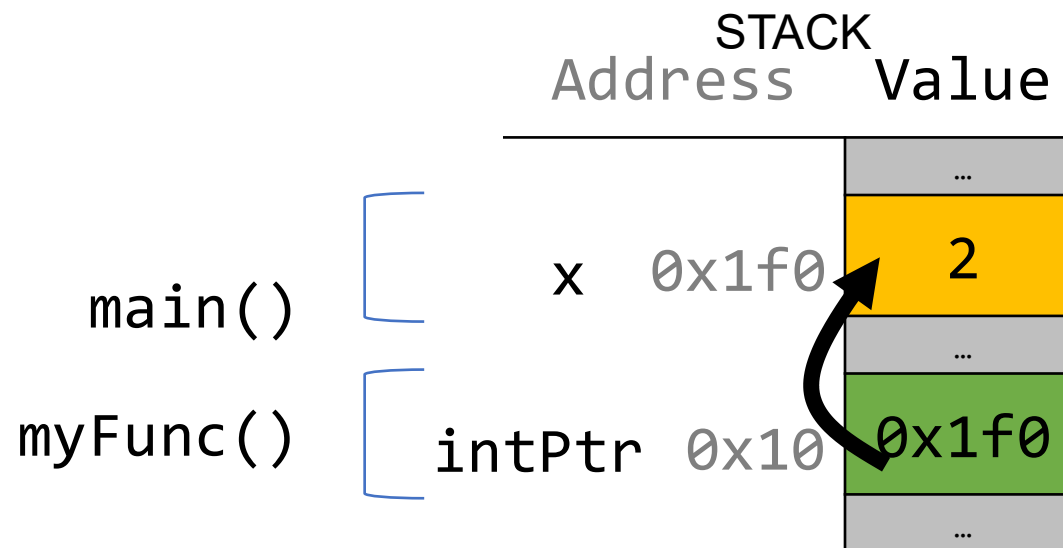 STACK
Address Value
…
x 0x1f0 2
main()
…
myFunc() intPtr 0x10 0x1f0
…